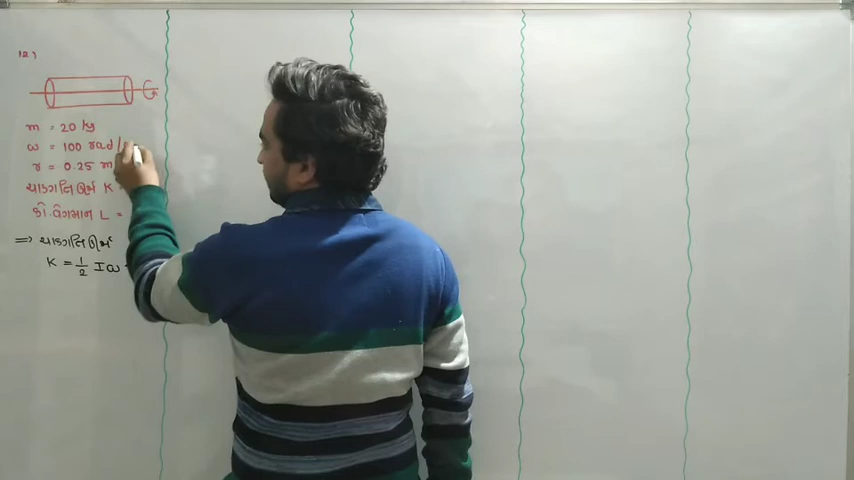 12)
m = 20 kg
ω = 100 rad/
r = 0.25 m
ચાકગતિ ઊર્જા K
કો. વેગમાન L =
⇒ ચાકગતિ ઊર્જા
K = 1/2 Iω